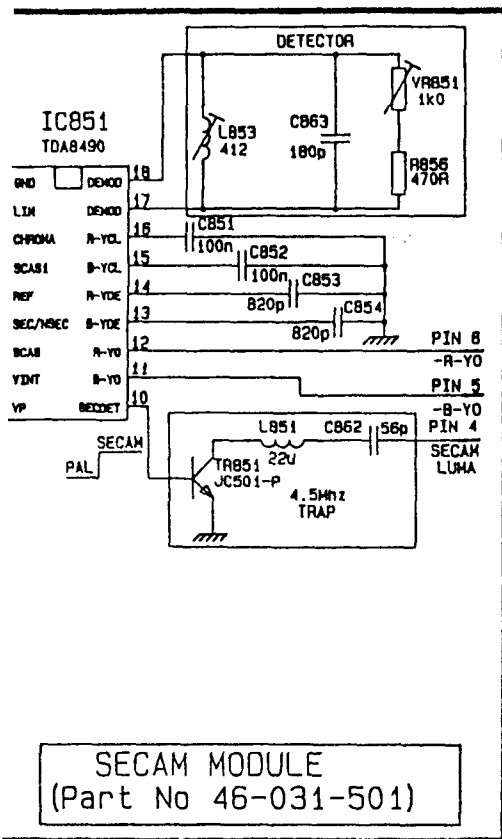 DETECTOR
VR851
1k0
L853
412
C863
180p
R856
470R
IC851
TDA8490
GND DEMOD 18
LIM DEMOD 17
CHROMA R-YCL 16
SCAS1 B-YCL 15
REF R-YDE 14
SEC/NSEC B-YDE 13
SCAS R-YO 12
YINT B-YO 11
VP SECDET 10
C851
100n
C852
100n
C853
820p
C854
820p
PIN 6
-R-YO
PIN 5
-B-YO
PIN 4
SECAM
LUMA
SECAM
PAL
L851
22u
C862
56p
TR851
JC501-P
4.5Mhz
TRAP
SECAM MODULE
(Part No 46-031-501)